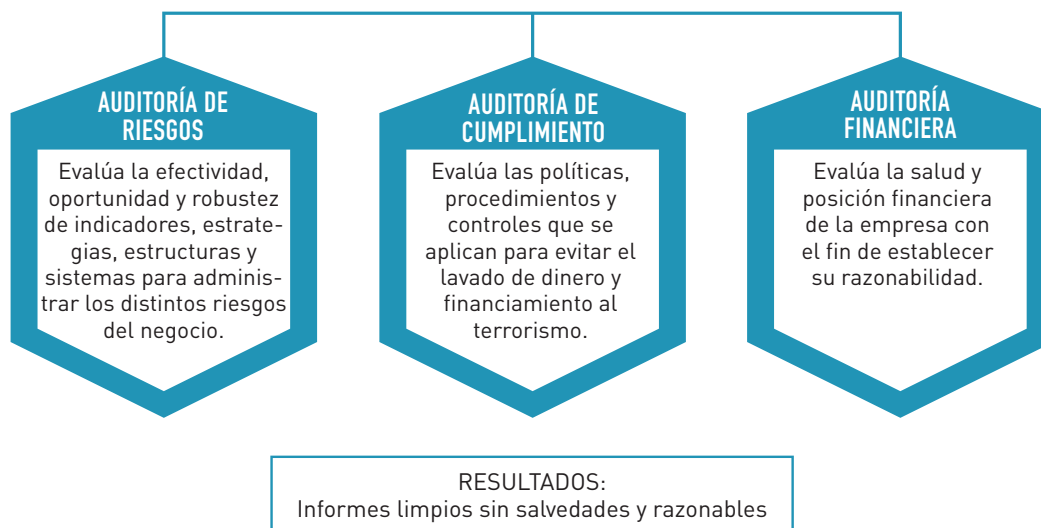 AUDITORÍA DE
RIESGOS
Evalúa la efectividad,
oportunidad y robustez
de indicadores, estrate-
gias, estructuras y
sistemas para adminis-
trar los distintos riesgos
del negocio.
AUDITORÍA DE
CUMPLIMIENTO
Evalúa las políticas,
procedimientos y
controles que se
aplican para evitar el
lavado de dinero y
financiamiento al
terrorismo.
AUDITORÍA
FINANCIERA
Evalúa la salud y
posición financiera
de la empresa con
el fin de establecer
su razonabilidad.
RESULTADOS:
Informes limpios sin salvedades y razonables